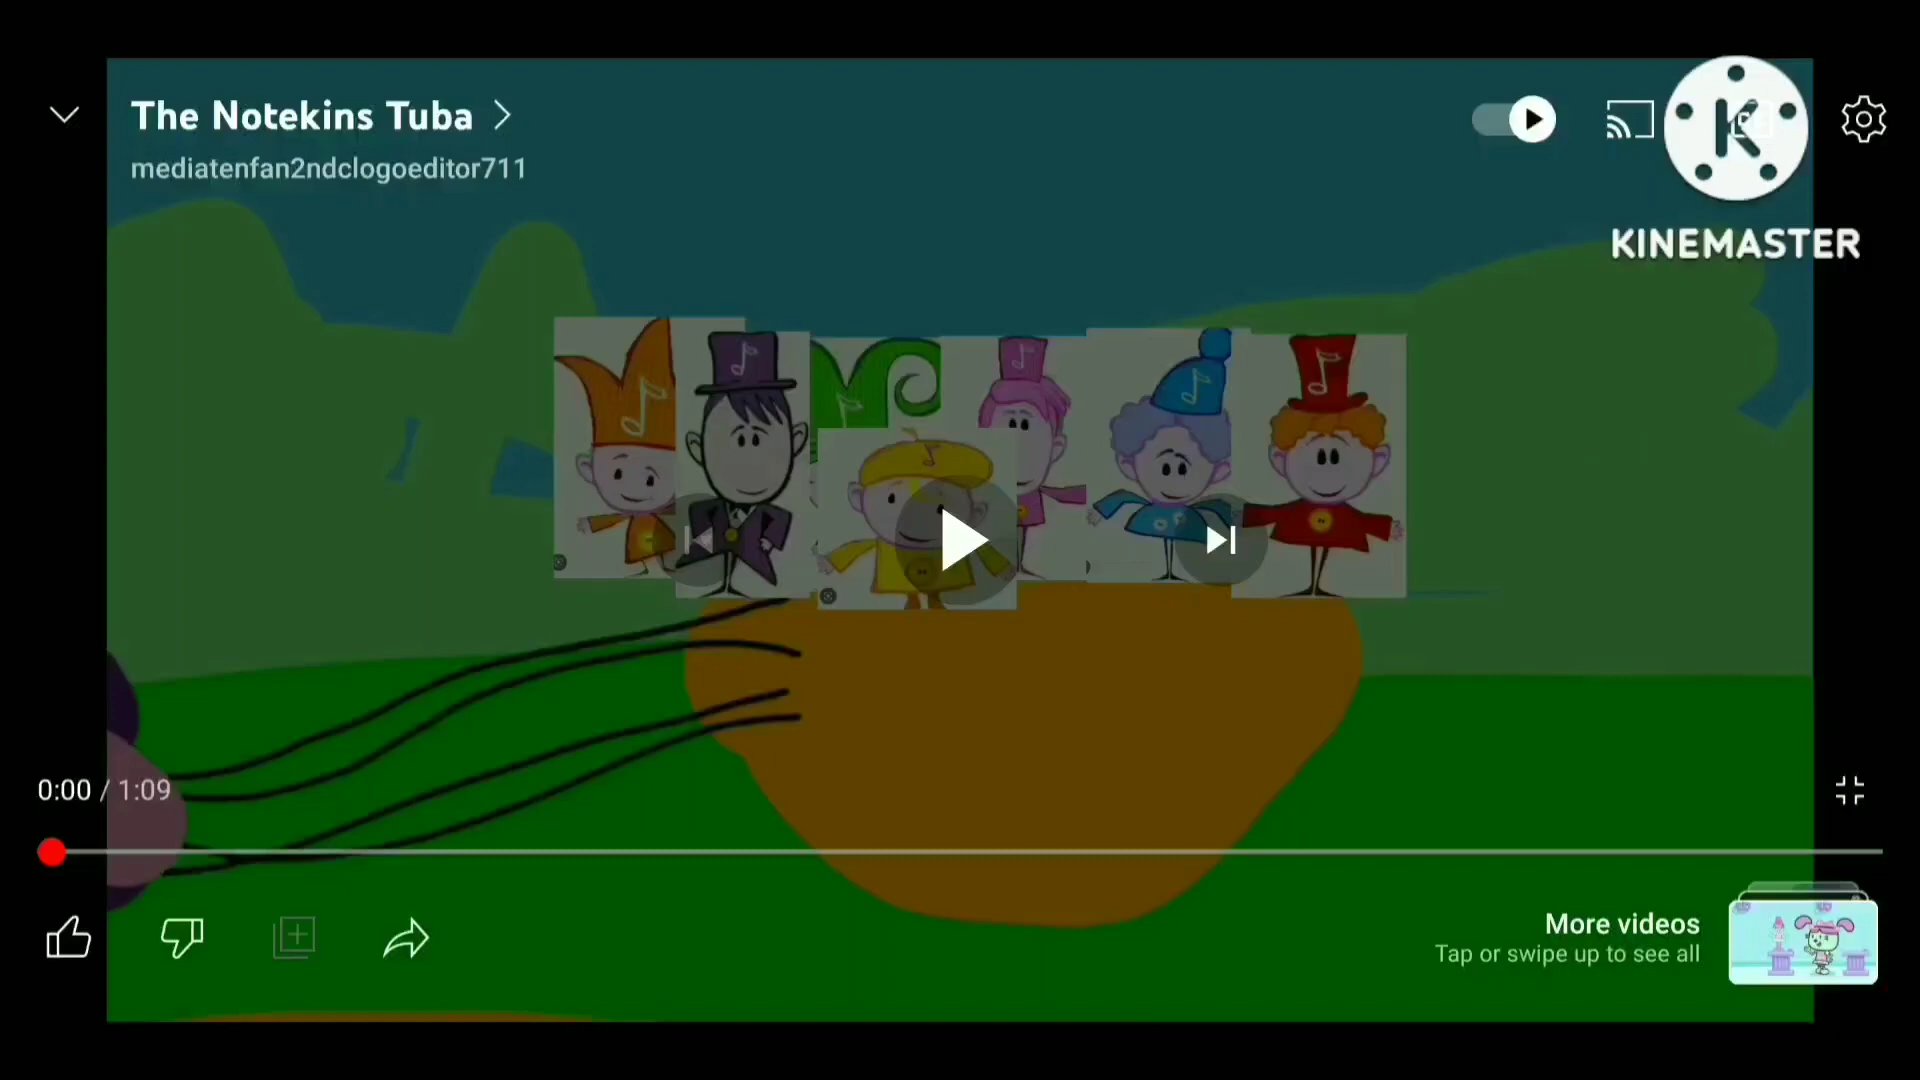 The Notekins Tuba
mediatenfan2ndclogoeditor711
KINEMASTER
0:00 / 1:09
More videos
Tap or swipe up to see all